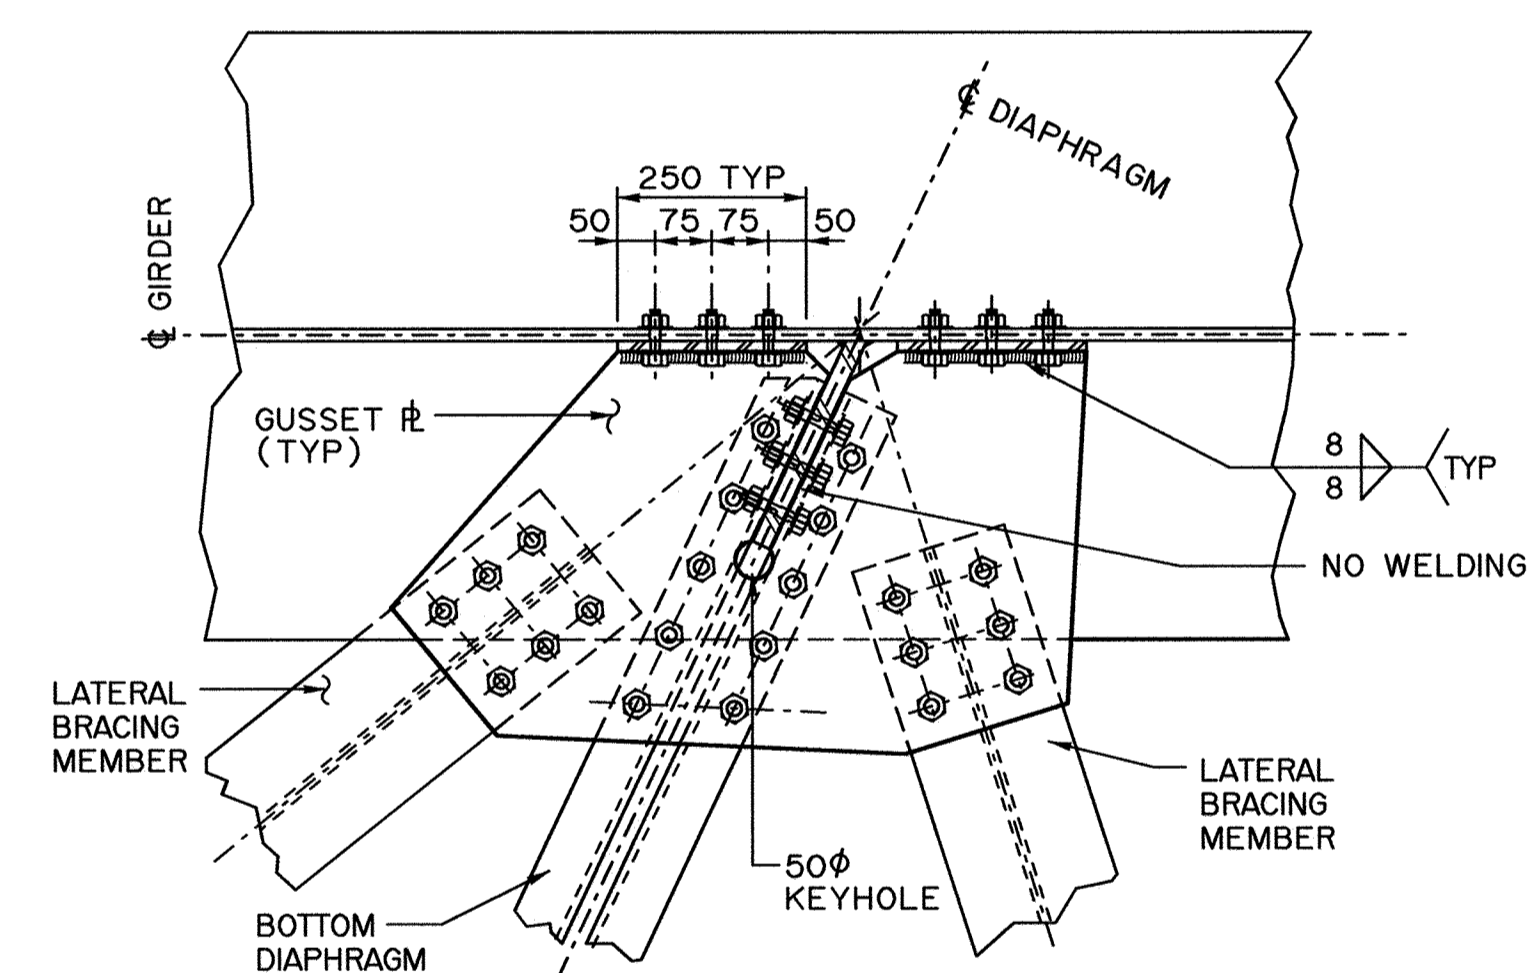 ℄ DIAPHRAGM
250 TYP
50 75 75 50
℄ GIRDER
GUSSET ⅊
(TYP)
8
8
TYP
NO WELDING
LATERAL
BRACING
MEMBER
LATERAL
BRACING
MEMBER
50ϕ
KEYHOLE
BOTTOM
DIAPHRAGM